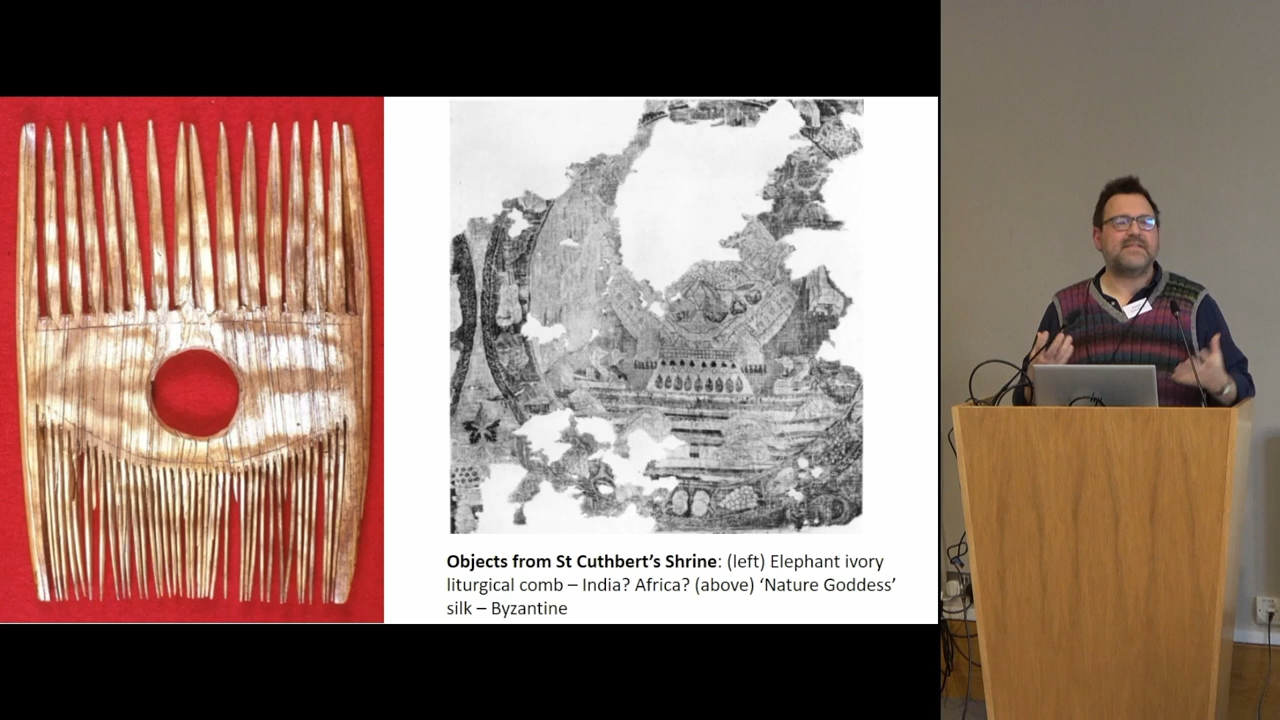 Objects from St Cuthbert’s Shrine: (left) Elephant ivory
liturgical comb – India? Africa? (above) ‘Nature Goddess’
silk – Byzantine